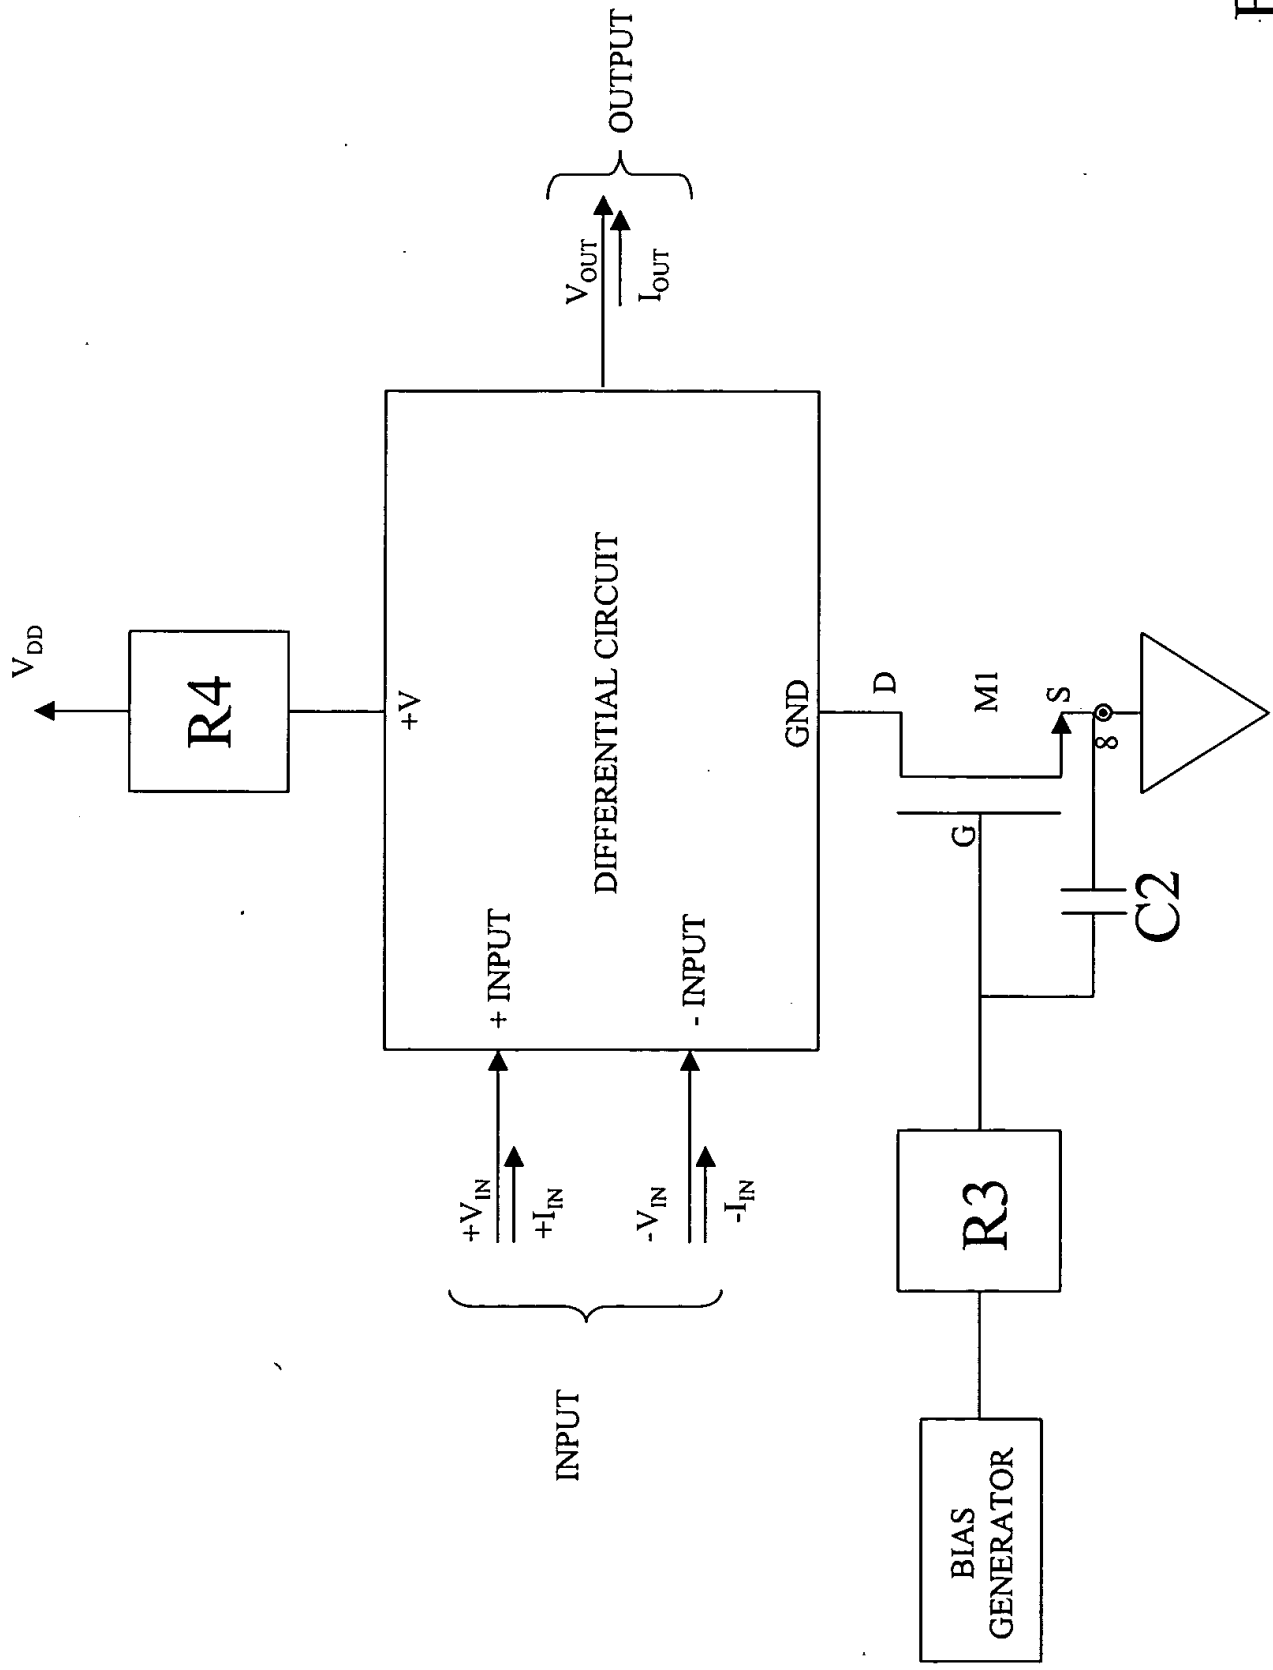 V_DD
R4
+V
INPUT
+V_IN
+I_IN
-V_IN
-I_IN
+ INPUT
- INPUT
DIFFERENTIAL CIRCUIT
GND
V_OUT
I_OUT
OUTPUT
D
M1
G
S
8
C2
R3
BIAS
GENERATOR